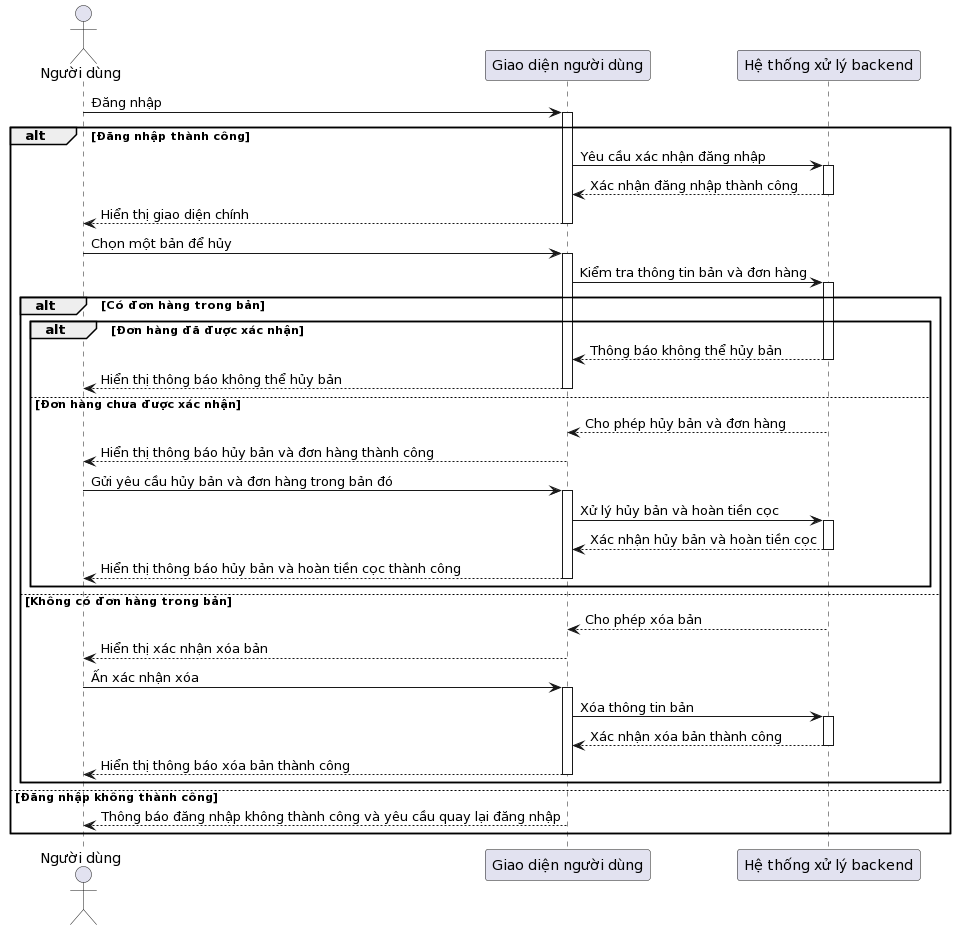 Người dùng
Giao diện người dùng
Hệ thống xử lý backend
Đăng nhập
alt
[Đăng nhập thành công]
Yêu cầu xác nhận đăng nhập
Xác nhận đăng nhập thành công
Hiển thị giao diện chính
Chọn một bản để hủy
Kiểm tra thông tin bản và đơn hàng
alt
[Có đơn hàng trong bản]
alt
[Đơn hàng đã được xác nhận]
Thông báo không thể hủy bản
Hiển thị thông báo không thể hủy bản
[Đơn hàng chưa được xác nhận]
Cho phép hủy bản và đơn hàng
Hiển thị thông báo hủy bản và đơn hàng thành công
Gửi yêu cầu hủy bản và đơn hàng trong bản đó
Xử lý hủy bản và hoàn tiền cọc
Xác nhận hủy bản và hoàn tiền cọc
Hiển thị thông báo hủy bản và hoàn tiền cọc thành công
[Không có đơn hàng trong bản]
Cho phép xóa bản
Hiển thị xác nhận xóa bản
Ấn xác nhận xóa
Xóa thông tin bản
Xác nhận xóa bản thành công
Hiển thị thông báo xóa bản thành công
[Đăng nhập không thành công]
Thông báo đăng nhập không thành công và yêu cầu quay lại đăng nhập
Người dùng
Giao diện người dùng
Hệ thống xử lý backend